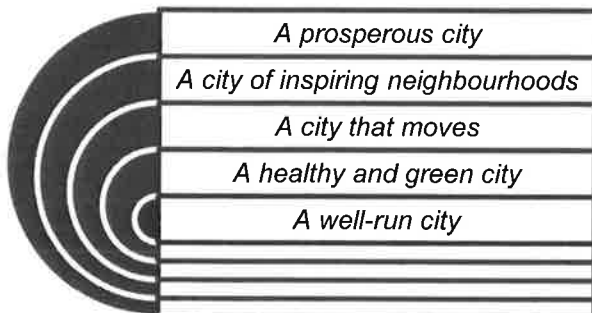 A prosperous city
A city of inspiring neighbourhoods
A city that moves
A healthy and green city
A well-run city